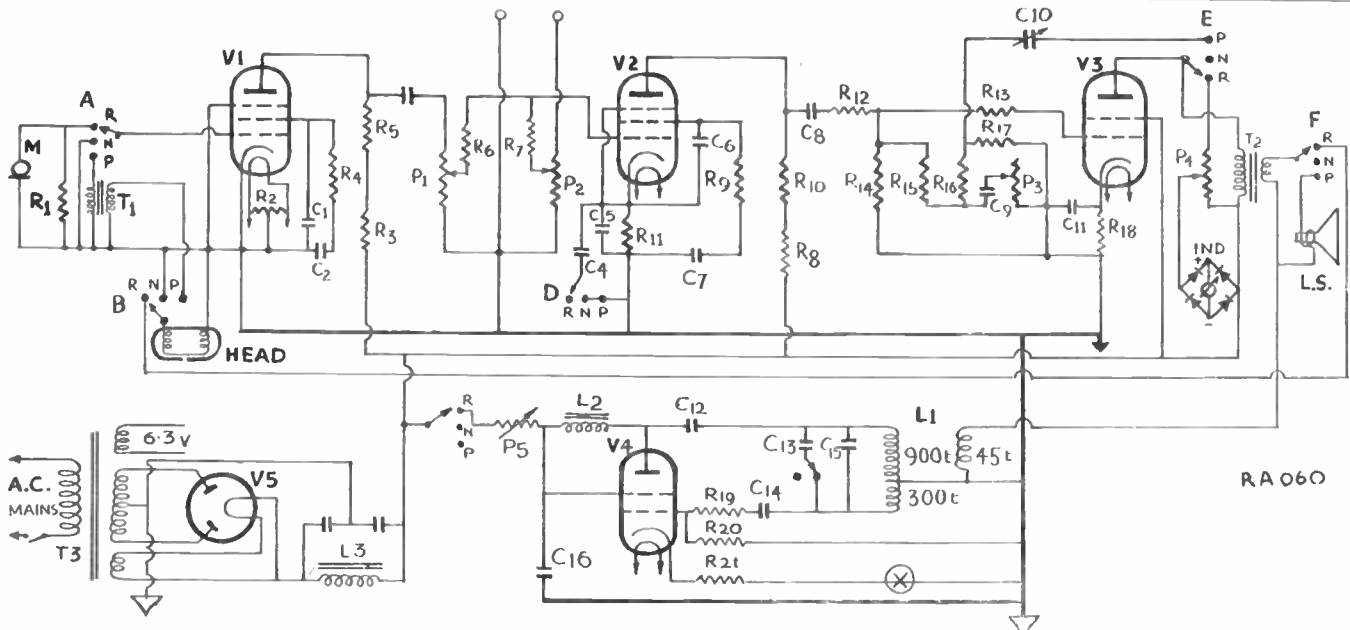 C10
E
P
N
R
V1
V2
V3
A
R
N
P
M
R1
T1
R2
C1
C2
R4
R5
R3
P1
R6
R7
P2
C6
R9
C5
R11
C4
C7
D
R N P
C8
R12
R10
R8
R14
R15
R16
R13
R17
C9
P3
C11
R18
P4
T2
F
R
N
P
IND
+
-
L.S.
B
R N P
HEAD
6·3 V
A.C.
MAINS
T3
V5
L3
R
N
P
P5
L2
C12
V4
C13
C15
L1
900t
45t
300t
R19
C14
R20
R21
C16
RA060